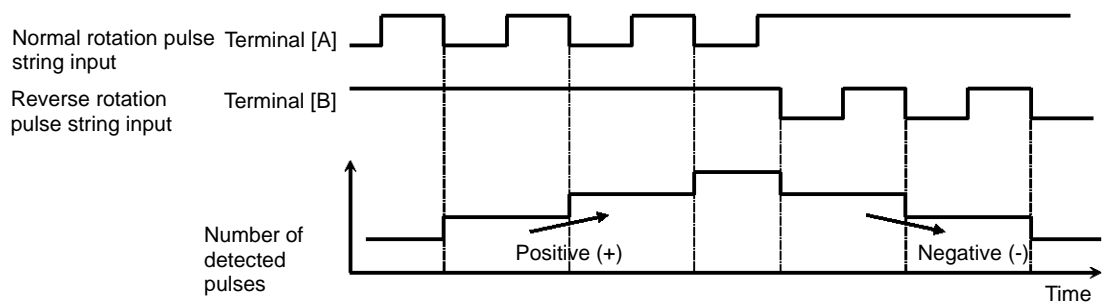 Normal rotation pulse
string input
Terminal [A]
Reverse rotation
pulse string input
Terminal [B]
Number of
detected
pulses
Positive (+)
Negative (-)
Time